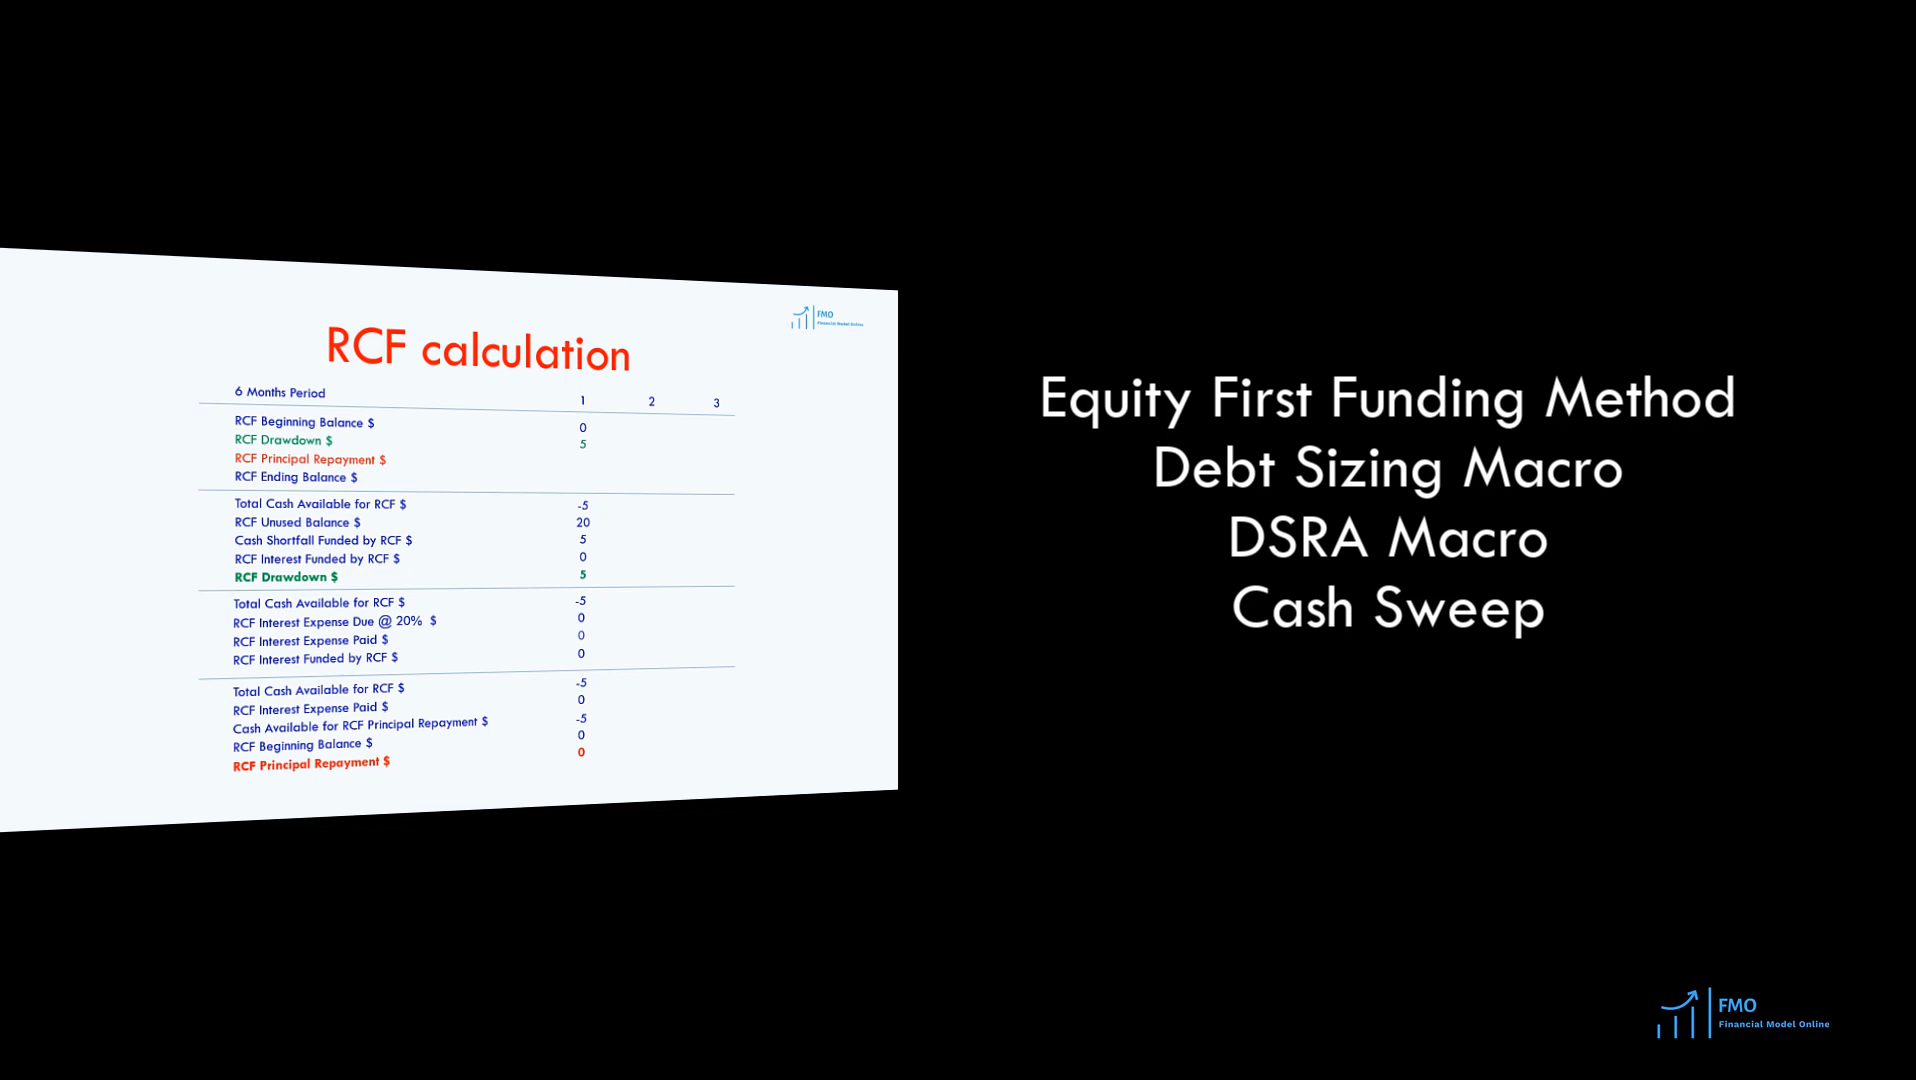 FMO
Financial Model Online
RCF calculation
6 Months Period 1 2 3
RCF Beginning Balance $ 0
RCF Drawdown $ 5
RCF Principal Repayment $
RCF Ending Balance $
Total Cash Available for RCF $ -5
RCF Unused Balance $ 20
Cash Shortfall Funded by RCF $ 5
RCF Interest Funded by RCF $ 0
RCF Drawdown $ 5
Total Cash Available for RCF $ -5
RCF Interest Expense Due @ 20% $ 0
RCF Interest Expense Paid $ 0
RCF Interest Funded by RCF $ 0
Total Cash Available for RCF $ -5
RCF Interest Expense Paid $ 0
Cash Available for RCF Principal Repayment $ -5
RCF Beginning Balance $ 0
RCF Principal Repayment $ 0
Equity First Funding Method
Debt Sizing Macro
DSRA Macro
Cash Sweep
FMO
Financial Model Online